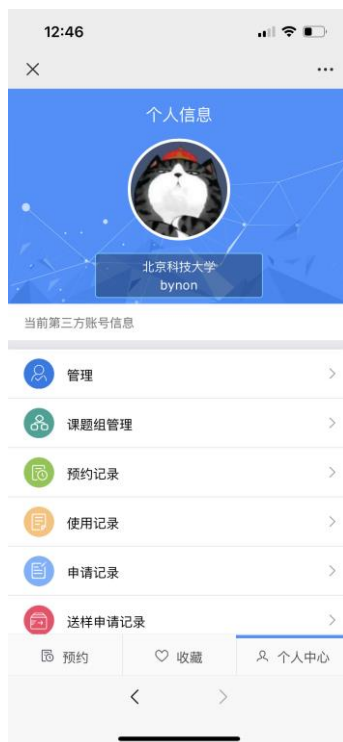 12:46
个人信息
北京科技大学
bynon
当前第三方账号信息
管理
课题组管理
预约记录
使用记录
申请记录
送样申请记录
预约
收藏
个人中心